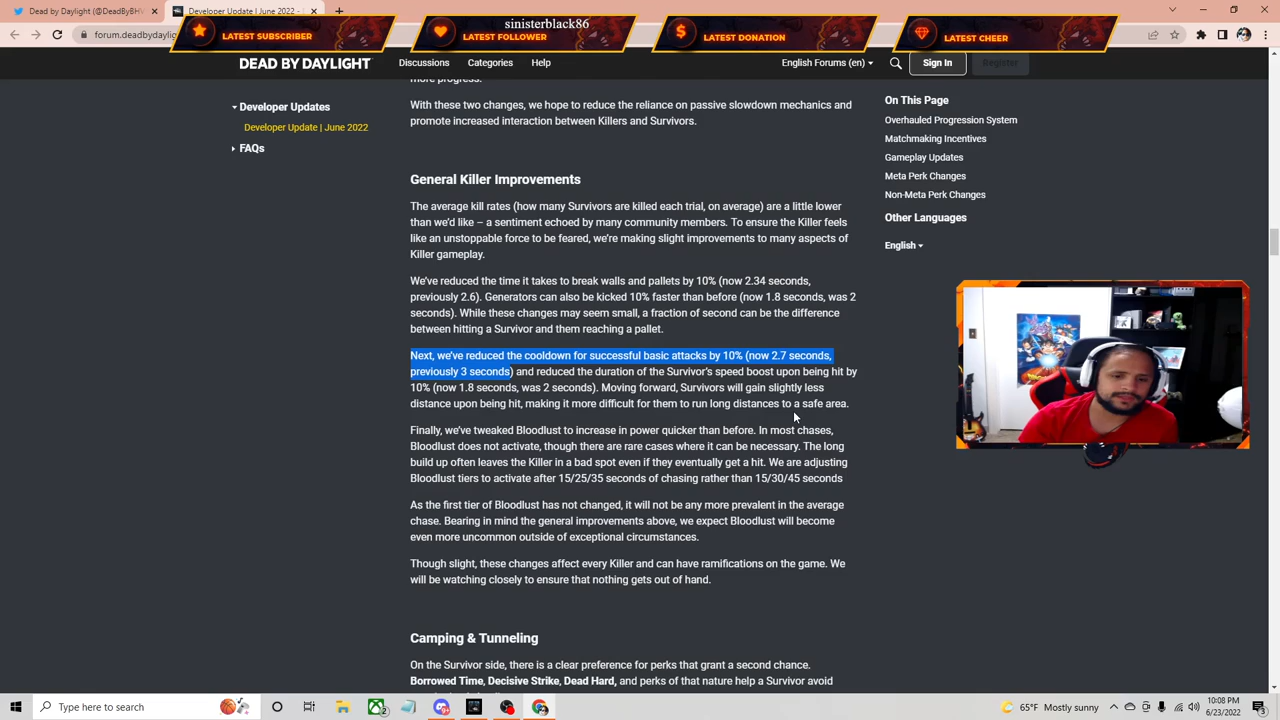 forum.deadbydaylig
LATEST SUBSCRIBER
sinisterblack86
LATEST FOLLOWER
LATEST DONATION
LATEST CHEER
DEAD BY DAYLIGHT
Discussions
Categories
Help
English Forums (en)
Sign In
Register
Developer Updates
Developer Update | June 2022
FAQs
more progress.
With these two changes, we hope to reduce the reliance on passive slowdown mechanics and
promote increased interaction between Killers and Survivors.
General Killer Improvements
The average kill rates (how many Survivors are killed each trial, on average) are a little lower
than we'd like – a sentiment echoed by many community members. To ensure the Killer feels
like an unstoppable force to be feared, we're making slight improvements to many aspects of
Killer gameplay.
We've reduced the time it takes to break walls and pallets by 10% (now 2.34 seconds,
previously 2.6). Generators can also be kicked 10% faster than before (now 1.8 seconds, was 2
seconds). While these changes may seem small, a fraction of second can be the difference
between hitting a Survivor and them reaching a pallet.
Next, we've reduced the cooldown for successful basic attacks by 10% (now 2.7 seconds,
previously 3 seconds) and reduced the duration of the Survivor's speed boost upon being hit by
10% (now 1.8 seconds, was 2 seconds). Moving forward, Survivors will gain slightly less
distance upon being hit, making it more difficult for them to run long distances to a safe area.
Finally, we've tweaked Bloodlust to increase in power quicker than before. In most chases,
Bloodlust does not activate, though there are rare cases where it can be necessary. The long
build up often leaves the Killer in a bad spot even if they eventually get a hit. We are adjusting
Bloodlust tiers to activate after 15/25/35 seconds of chasing rather than 15/30/45 seconds
As the first tier of Bloodlust has not changed, it will not be any more prevalent in the average
chase. Bearing in mind the general improvements above, we expect Bloodlust will become
even more uncommon outside of exceptional circumstances.
Though slight, these changes affect every Killer and can have ramifications on the game. We
will be watching closely to ensure that nothing gets out of hand.
Camping & Tunneling
On the Survivor side, there is a clear preference for perks that grant a second chance.
Borrowed Time, Decisive Strike, Dead Hard, and perks of that nature help a Survivor avoid
On This Page
Overhauled Progression System
Matchmaking Incentives
Gameplay Updates
Meta Perk Changes
Non-Meta Perk Changes
Other Languages
English
Type here to search
65°F Mostly sunny
10:08 PM
6/23/2022